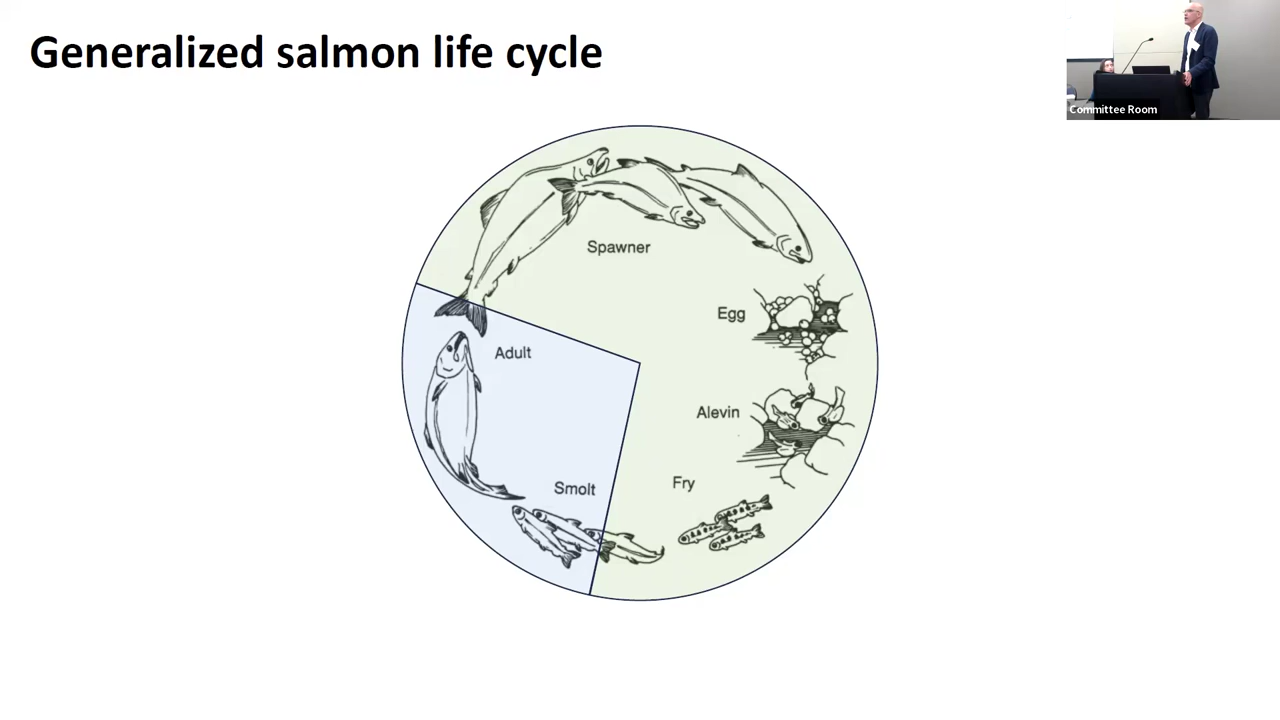 Generalized salmon life cycle
Committee Room
Spawner
Egg
Adult
Alevin
Fry
Smolt